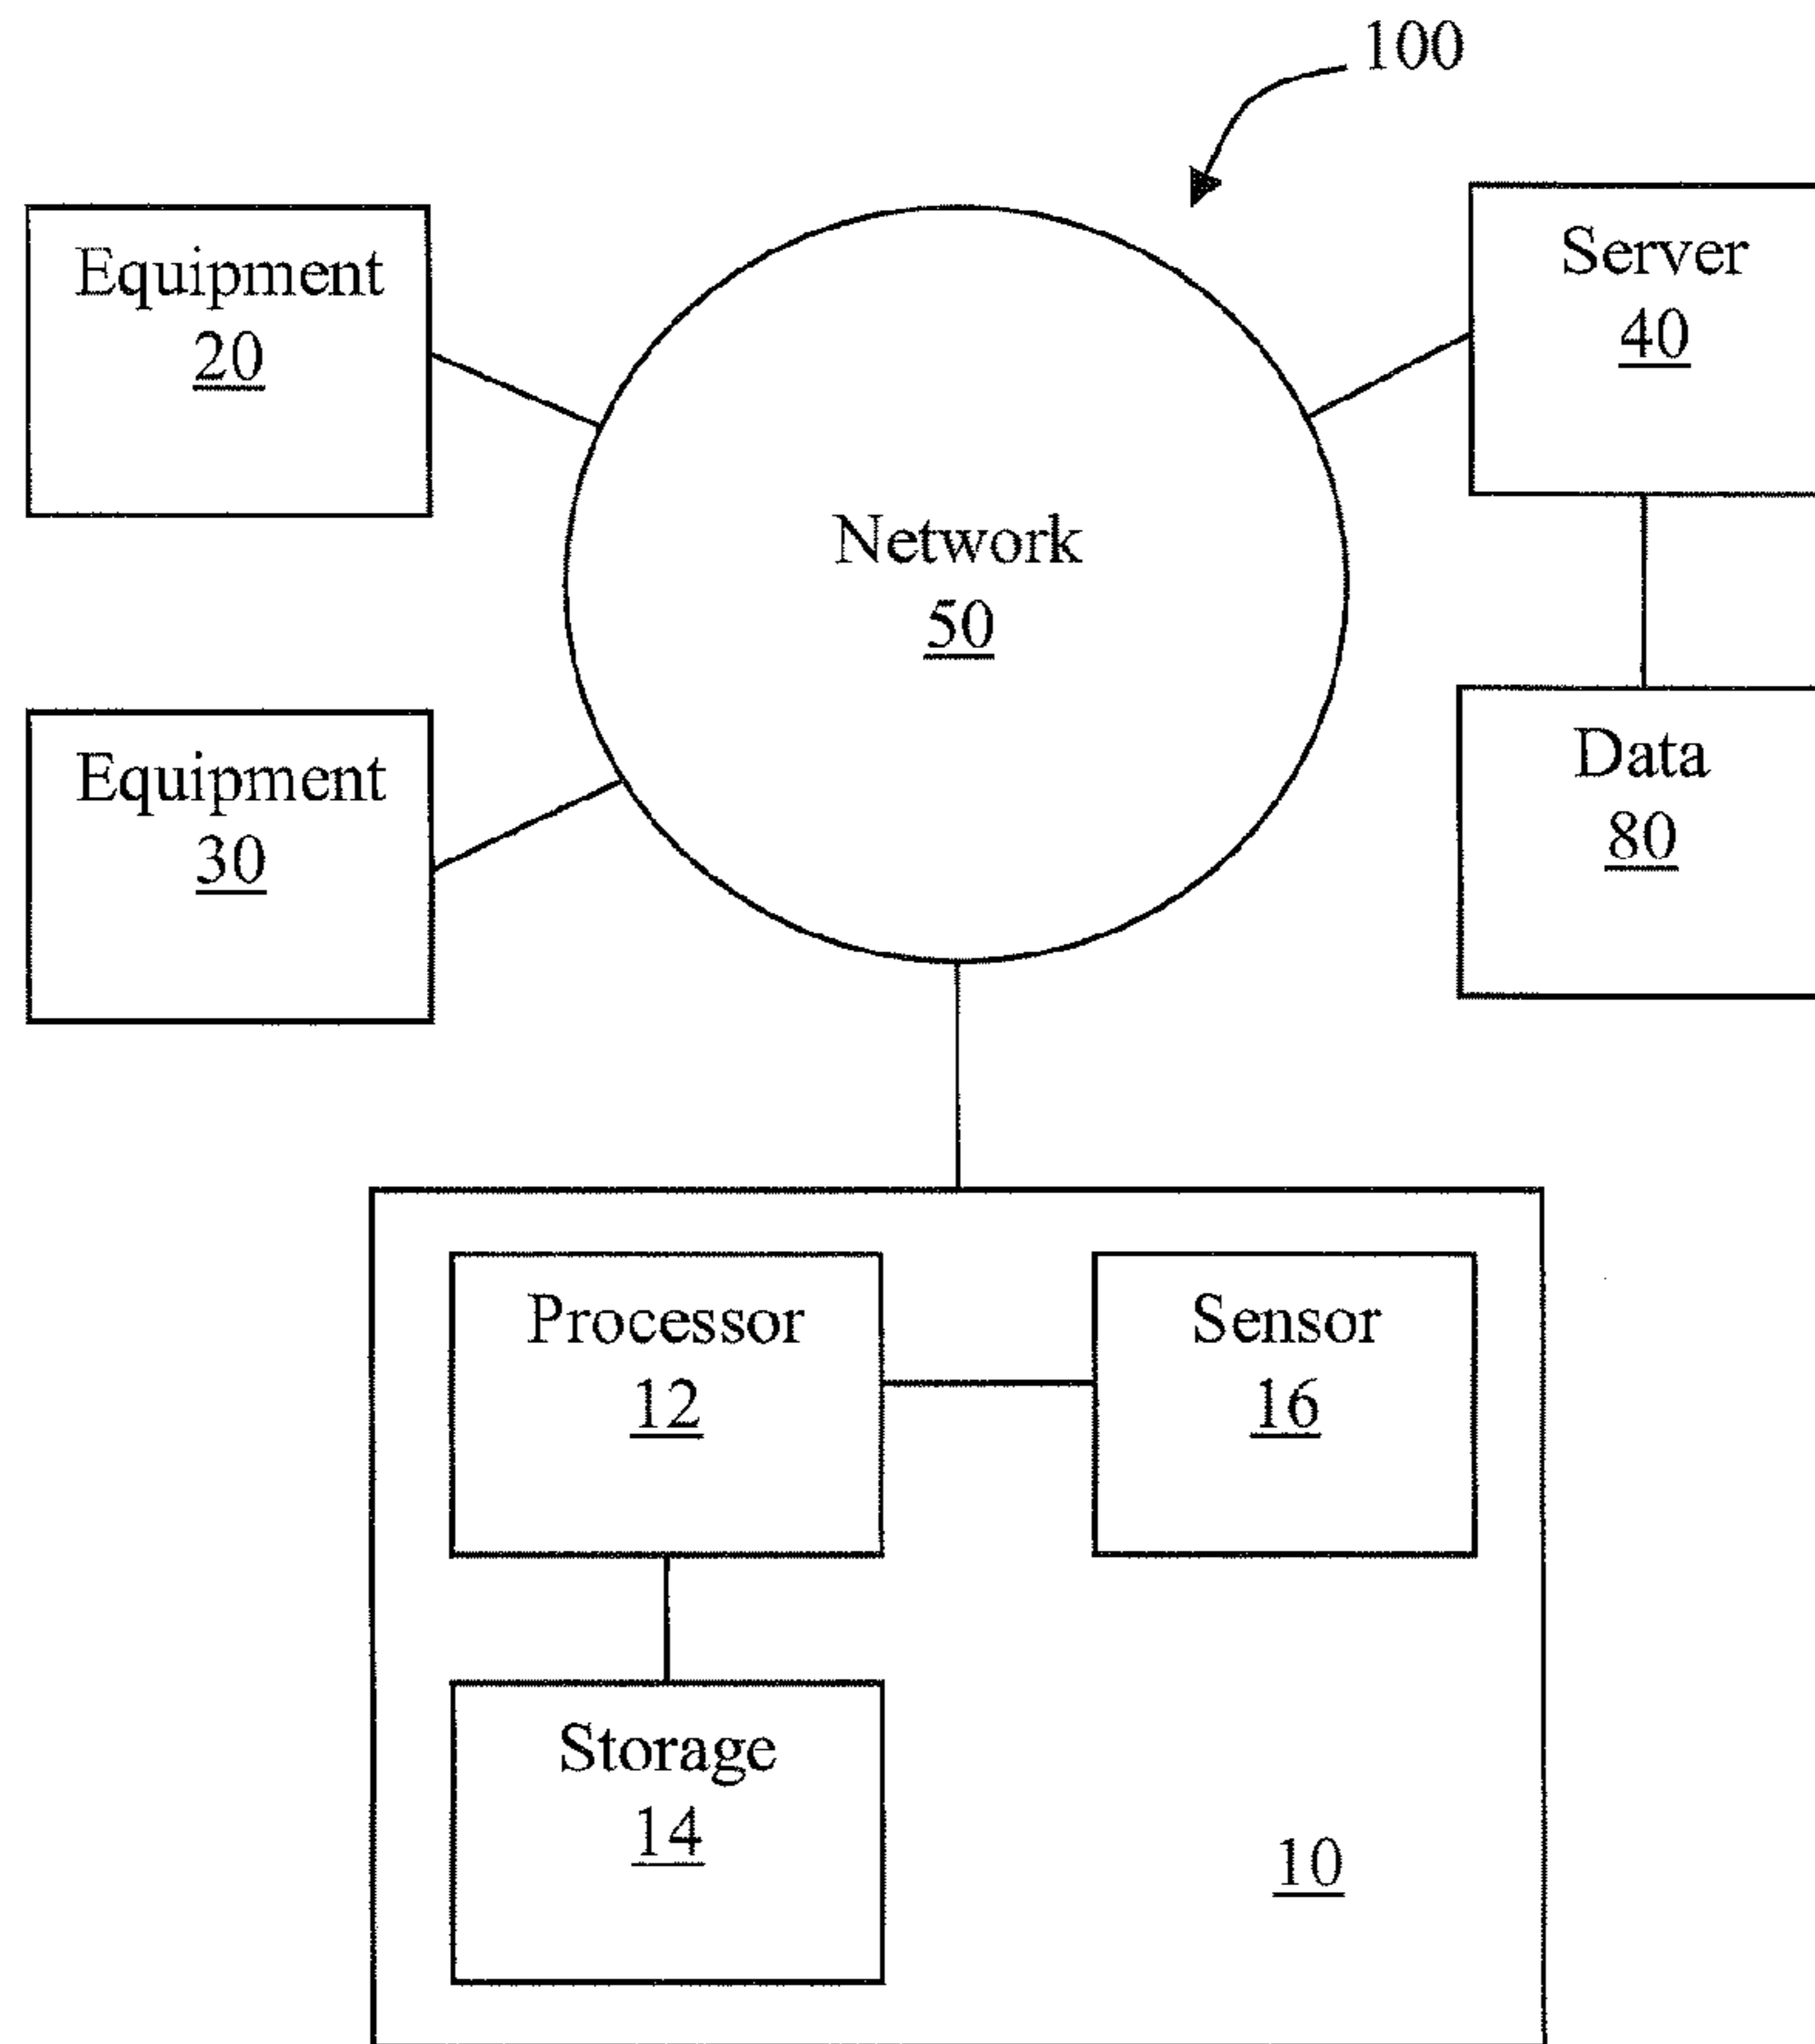 100
Equipment
20
Server
40
Network
50
Equipment
30
Data
80
Processor
12
Sensor
16
Storage
14
10